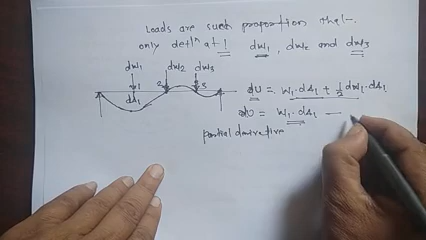 Loads are such proportion that
only defln at 1 dw1, dw2 and dw3
dw1 dw2 dw3
1 2 3
dΔ1
dU = W1.dΔ1 + 1/2 dW1.dΔ1
dU = W1.dΔ1 —
partial derivative